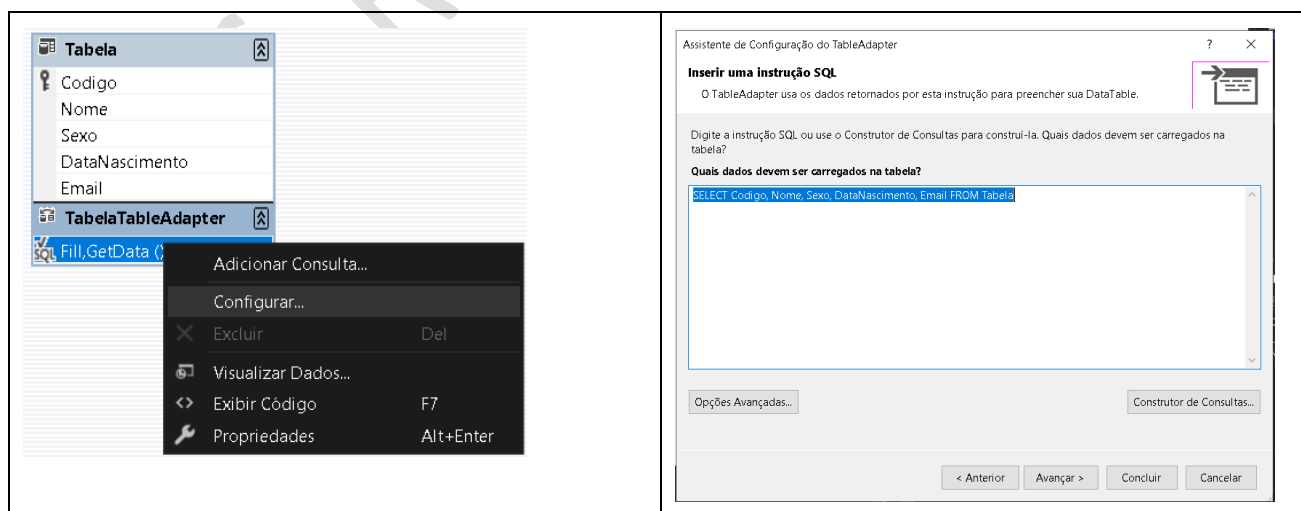 Tabela
Codigo
Nome
Sexo
DataNascimento
Email
TabelaTableAdapter
SQL Fill,GetData ()
Adicionar Consulta...
Configurar...
Excluir Del
Visualizar Dados...
Exibir Código F7
Propriedades Alt+Enter
Assistente de Configuração do TableAdapter ? ×
Inserir uma instrução SQL
O TableAdapter usa os dados retornados por esta instrução para preencher sua DataTable.
Digite a instrução SQL ou use o Construtor de Consultas para construí-la. Quais dados devem ser carregados na
tabela?
Quais dados devem ser carregados na tabela?
SELECT Codigo, Nome, Sexo, DataNascimento, Email FROM Tabela
Opções Avançadas... Construtor de Consultas...
< Anterior Avançar > Concluir Cancelar